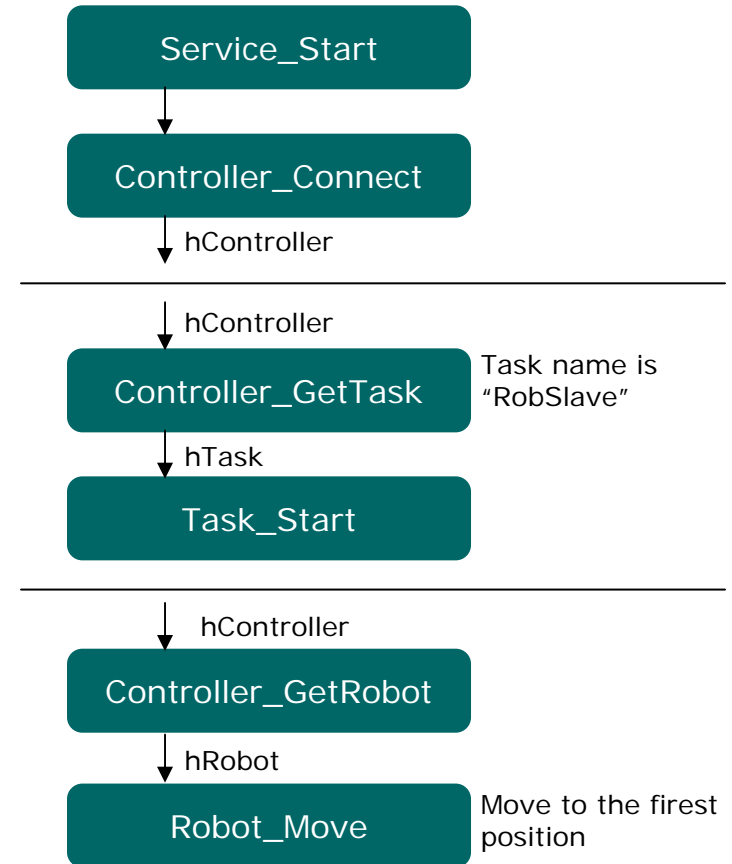 Service_Start
Controller_Connect
hController
hController
Controller_GetTask
Task name is
“RobSlave”
hTask
Task_Start
hController
Controller_GetRobot
hRobot
Robot_Move
Move to the firest
position